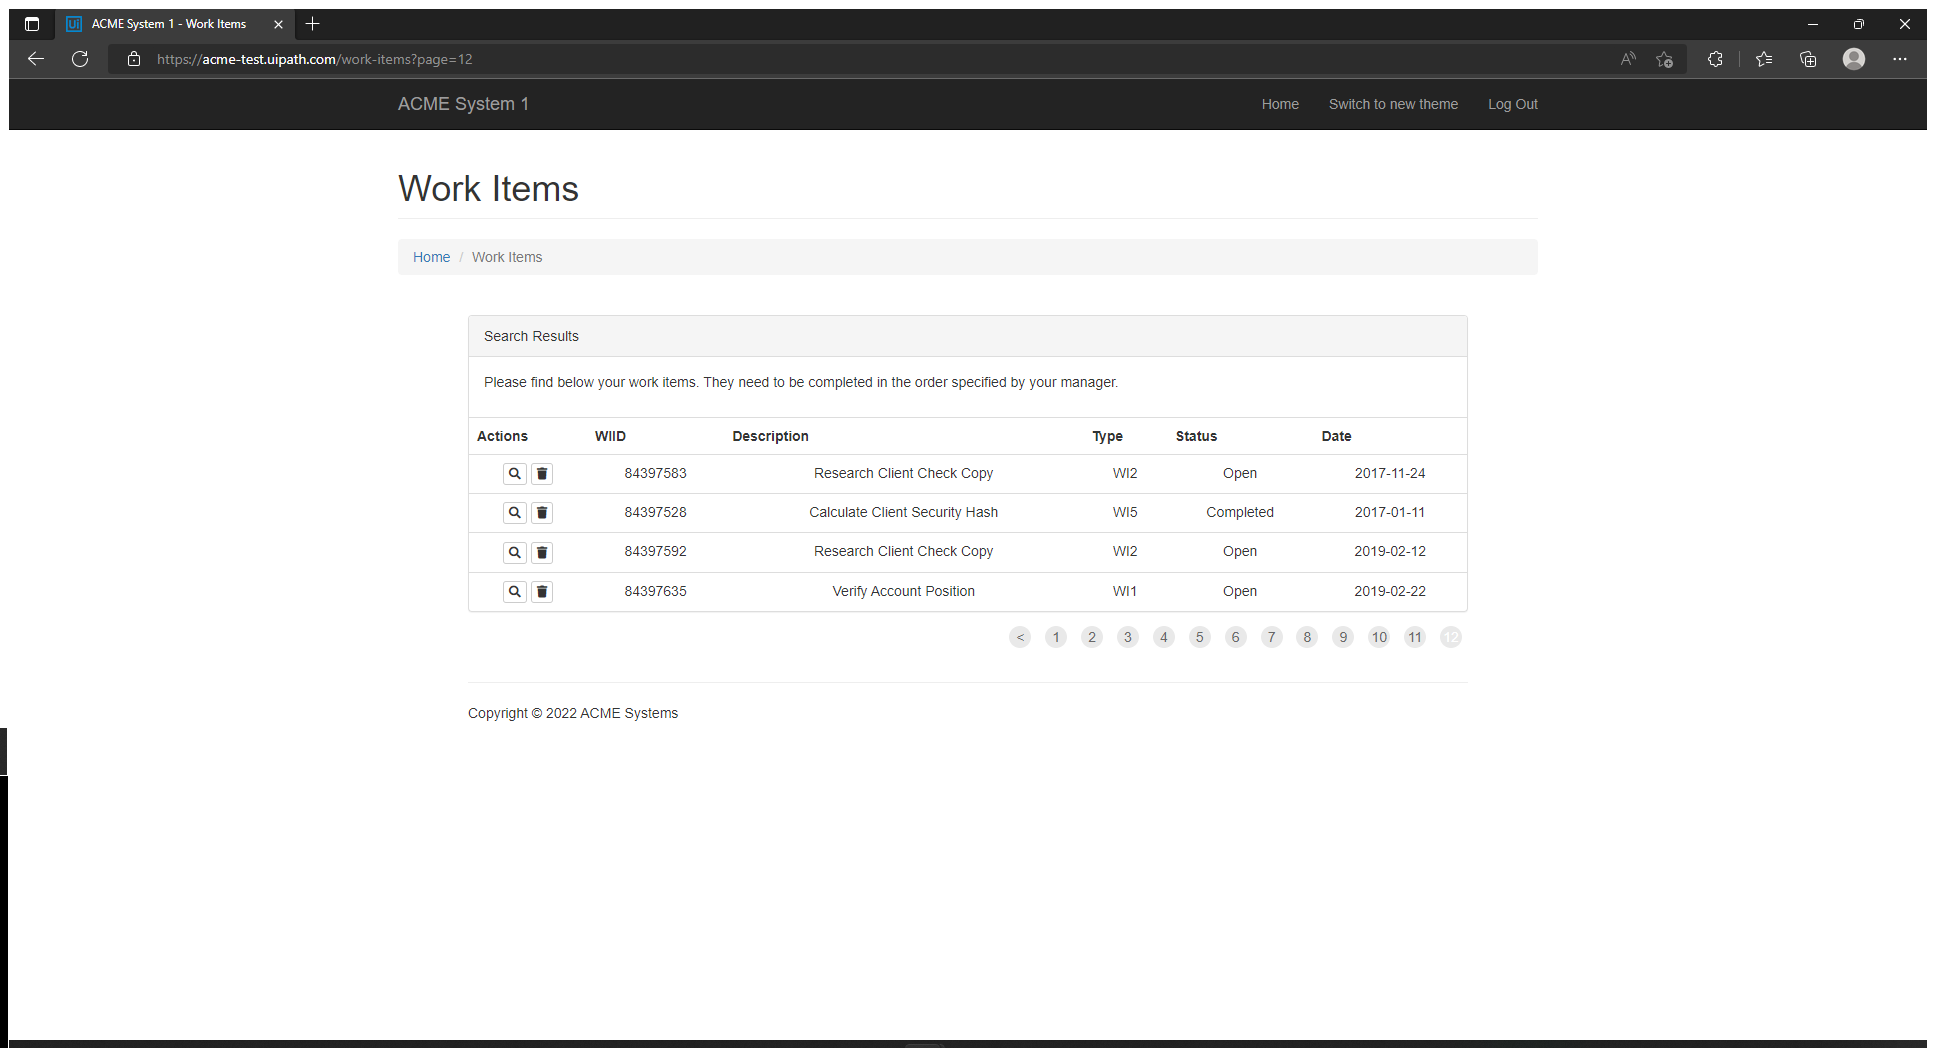 ACME System 1 - Work Items
https://acme-test.uipath.com/work-items?page=12
ACME System 1 Home Switch to new theme Log Out
Work Items
Home / Work Items
Search Results
Please find below your work items. They need to be completed in the order specified by your manager.
Actions WIID Description Type Status Date
84397583 Research Client Check Copy WI2 Open 2017-11-24
84397528 Calculate Client Security Hash WI5 Completed 2017-01-11
84397592 Research Client Check Copy WI2 Open 2019-02-12
84397635 Verify Account Position WI1 Open 2019-02-22
< 1 2 3 4 5 6 7 8 9 10 11 12
Copyright © 2022 ACME Systems